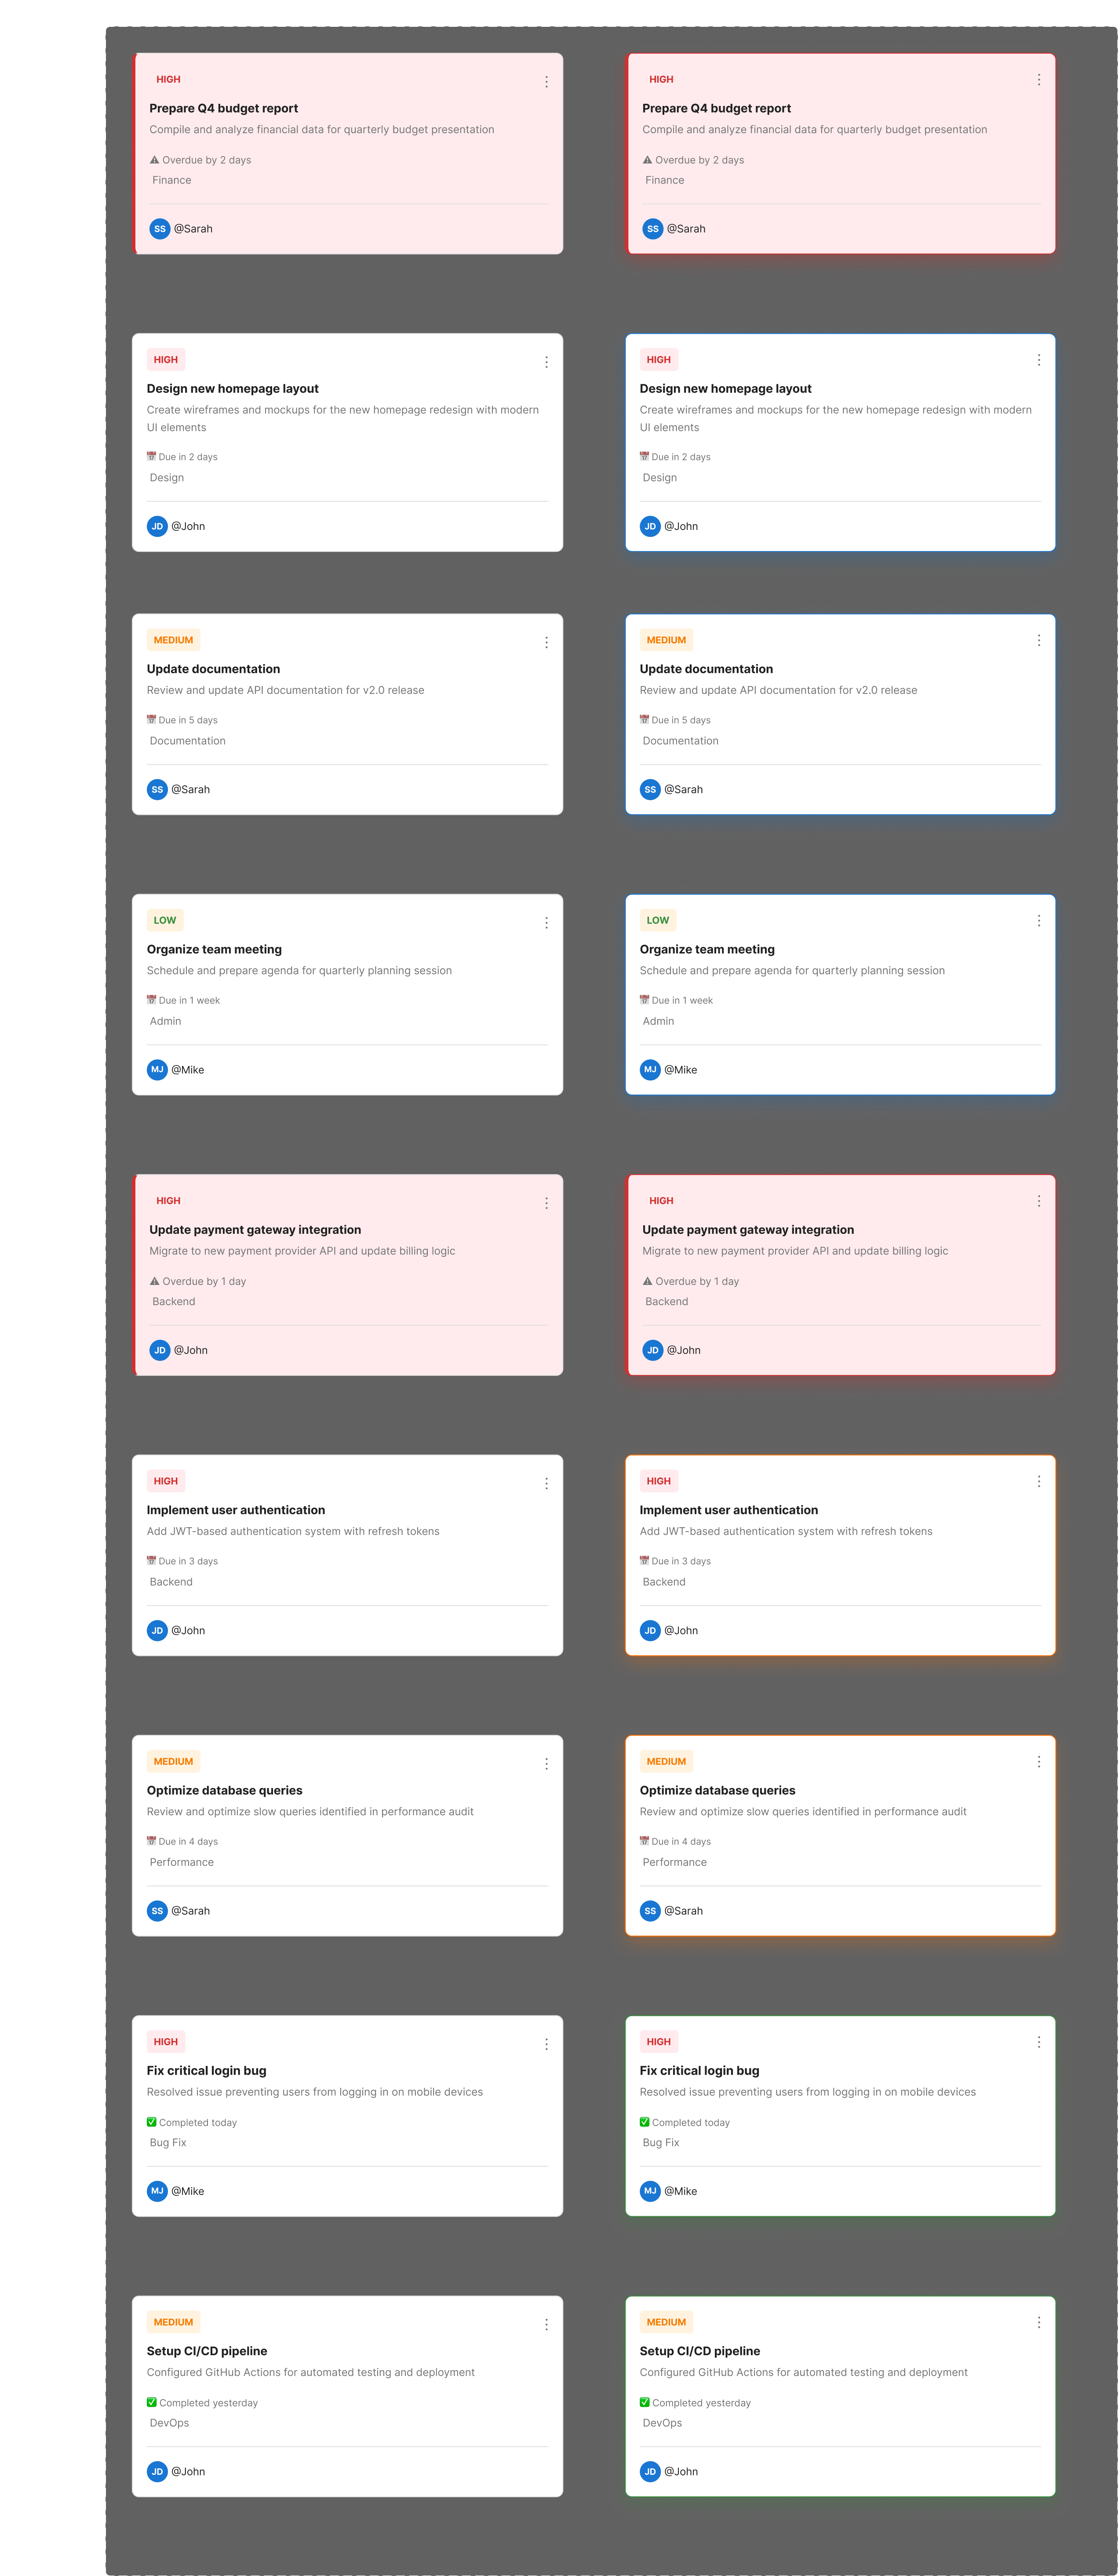 HIGH
Prepare Q4 budget report
Compile and analyze financial data for quarterly budget presentation
⚠ Overdue by 2 days
Finance
SS @Sarah
HIGH
Prepare Q4 budget report
Compile and analyze financial data for quarterly budget presentation
⚠ Overdue by 2 days
Finance
SS @Sarah
HIGH
Design new homepage layout
Create wireframes and mockups for the new homepage redesign with modern
UI elements
📅 Due in 2 days
Design
JD @John
HIGH
Design new homepage layout
Create wireframes and mockups for the new homepage redesign with modern
UI elements
📅 Due in 2 days
Design
JD @John
MEDIUM
Update documentation
Review and update API documentation for v2.0 release
📅 Due in 5 days
Documentation
SS @Sarah
MEDIUM
Update documentation
Review and update API documentation for v2.0 release
📅 Due in 5 days
Documentation
SS @Sarah
LOW
Organize team meeting
Schedule and prepare agenda for quarterly planning session
📅 Due in 1 week
Admin
MJ @Mike
LOW
Organize team meeting
Schedule and prepare agenda for quarterly planning session
📅 Due in 1 week
Admin
MJ @Mike
HIGH
Update payment gateway integration
Migrate to new payment provider API and update billing logic
⚠ Overdue by 1 day
Backend
JD @John
HIGH
Update payment gateway integration
Migrate to new payment provider API and update billing logic
⚠ Overdue by 1 day
Backend
JD @John
HIGH
Implement user authentication
Add JWT-based authentication system with refresh tokens
📅 Due in 3 days
Backend
JD @John
HIGH
Implement user authentication
Add JWT-based authentication system with refresh tokens
📅 Due in 3 days
Backend
JD @John
MEDIUM
Optimize database queries
Review and optimize slow queries identified in performance audit
📅 Due in 4 days
Performance
SS @Sarah
MEDIUM
Optimize database queries
Review and optimize slow queries identified in performance audit
📅 Due in 4 days
Performance
SS @Sarah
HIGH
Fix critical login bug
Resolved issue preventing users from logging in on mobile devices
✅ Completed today
Bug Fix
MJ @Mike
HIGH
Fix critical login bug
Resolved issue preventing users from logging in on mobile devices
✅ Completed today
Bug Fix
MJ @Mike
MEDIUM
Setup CI/CD pipeline
Configured GitHub Actions for automated testing and deployment
✅ Completed yesterday
DevOps
JD @John
MEDIUM
Setup CI/CD pipeline
Configured GitHub Actions for automated testing and deployment
✅ Completed yesterday
DevOps
JD @John